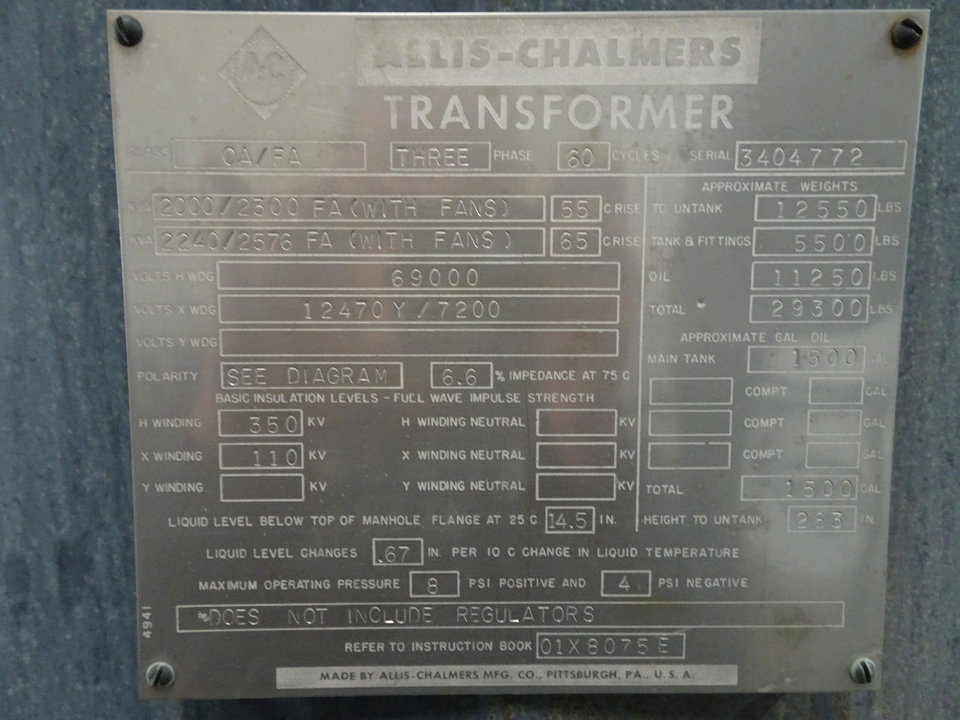 A-C
ALLIS-CHALMERS
TRANSFORMER
CLASS OA/FA THREE PHASE 60 CYCLES SERIAL 3404772
KVA 2000/2300 FA (WITH FANS) 55 C RISE
KVA 2240/2576 FA (WITH FANS) 65 C RISE
VOLTS H WDG 69000
VOLTS X WDG 12470Y/7200
VOLTS Y WDG
POLARITY SEE DIAGRAM 6.6 % IMPEDANCE AT 75 C
BASIC INSULATION LEVELS - FULL WAVE IMPULSE STRENGTH
H WINDING 350 KV H WINDING NEUTRAL KV
X WINDING 110 KV X WINDING NEUTRAL KV
Y WINDING KV Y WINDING NEUTRAL KV
LIQUID LEVEL BELOW TOP OF MANHOLE FLANGE AT 25 C 14.5 IN.
APPROXIMATE WEIGHTS
TO UNTANK 12550 LBS
TANK & FITTINGS 5500 LBS
OIL 11250 LBS
TOTAL * 29300 LBS
APPROXIMATE GAL OIL
MAIN TANK 1500 GAL
COMPT GAL
COMPT GAL
COMPT GAL
TOTAL 1500 GAL
HEIGHT TO UNTANK 263 IN.
LIQUID LEVEL CHANGES .67 IN. PER 10 C CHANGE IN LIQUID TEMPERATURE
MAXIMUM OPERATING PRESSURE 8 PSI POSITIVE AND 4 PSI NEGATIVE
*DOES NOT INCLUDE REGULATORS
4941
REFER TO INSTRUCTION BOOK 01X8075E
MADE BY ALLIS-CHALMERS MFG. CO., PITTSBURGH, PA., U. S. A.